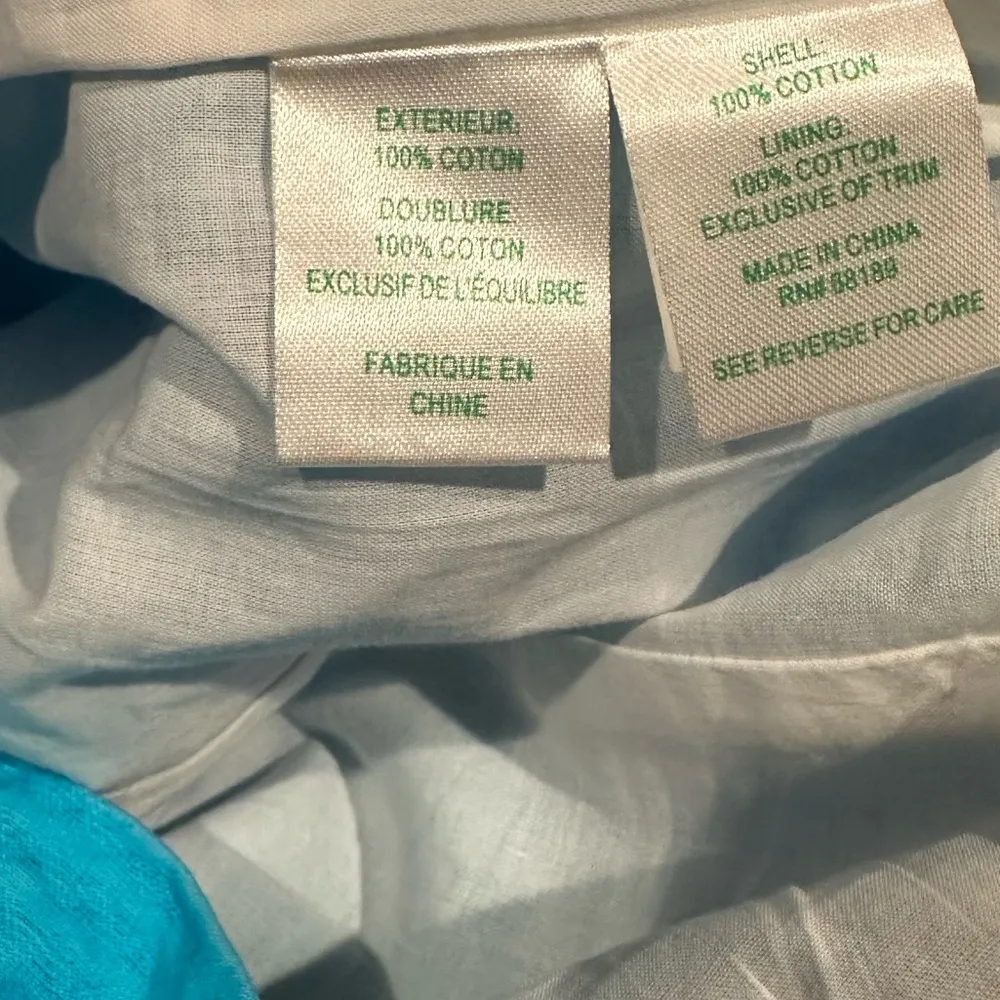 EXTERIEUR:
100% COTON
DOUBLURE:
100% COTON
EXCLUSIF DE L'ÉQUILIBRE
FABRIQUE EN
CHINE
SHELL:
100% COTTON
LINING:
100% COTTON
EXCLUSIVE OF TRIM
MADE IN CHINA
RN#
SEE REVERSE FOR CARE